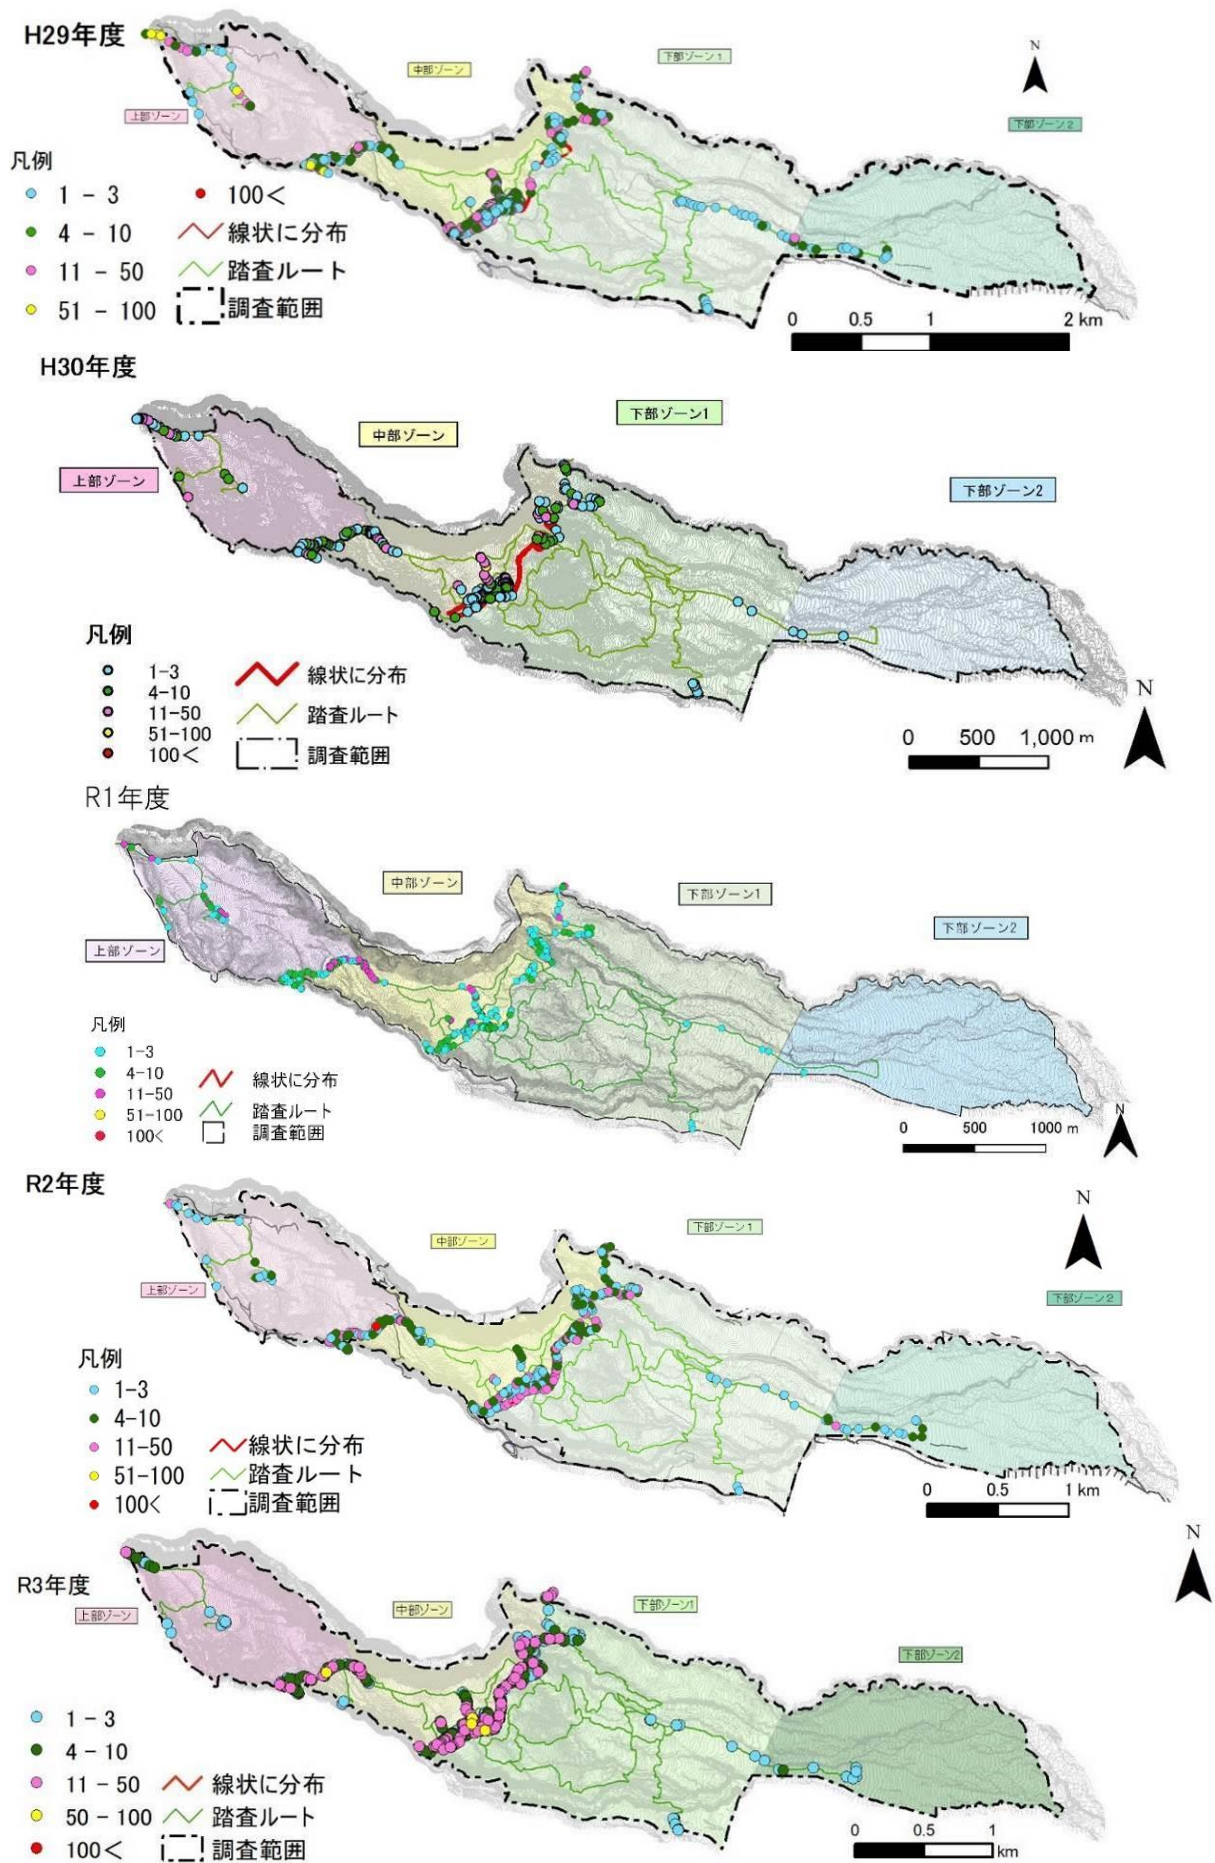 H29年度
中部ゾーン
下部ゾーン1
N
上部ゾーン
下部ゾーン2
凡例
1 - 3
100<
4 - 10
線状に分布
11 - 50
踏査ルート
51 - 100
調査範囲
0 0.5 1 2 km
H30年度
中部ゾーン
下部ゾーン1
上部ゾーン
下部ゾーン2
凡例
1-3
線状に分布
4-10
11-50
踏査ルート
51-100
100<
調査範囲
N
0 500 1,000 m
R1年度
中部ゾーン
下部ゾーン1
上部ゾーン
下部ゾーン2
凡例
1-3
4-10
線状に分布
11-50
51-100
踏査ルート
100<
調査範囲
N
0 500 1000 m
R2年度
N
中部ゾーン
下部ゾーン1
上部ゾーン
下部ゾーン2
凡例
1-3
4-10
11-50
線状に分布
51-100
踏査ルート
100<
調査範囲
0 0.5 1 km
R3年度
N
上部ゾーン
中部ゾーン
下部ゾーン1
下部ゾーン2
1 - 3
4 - 10
11 - 50
線状に分布
50 - 100
踏査ルート
100<
調査範囲
0 0.5 1
km